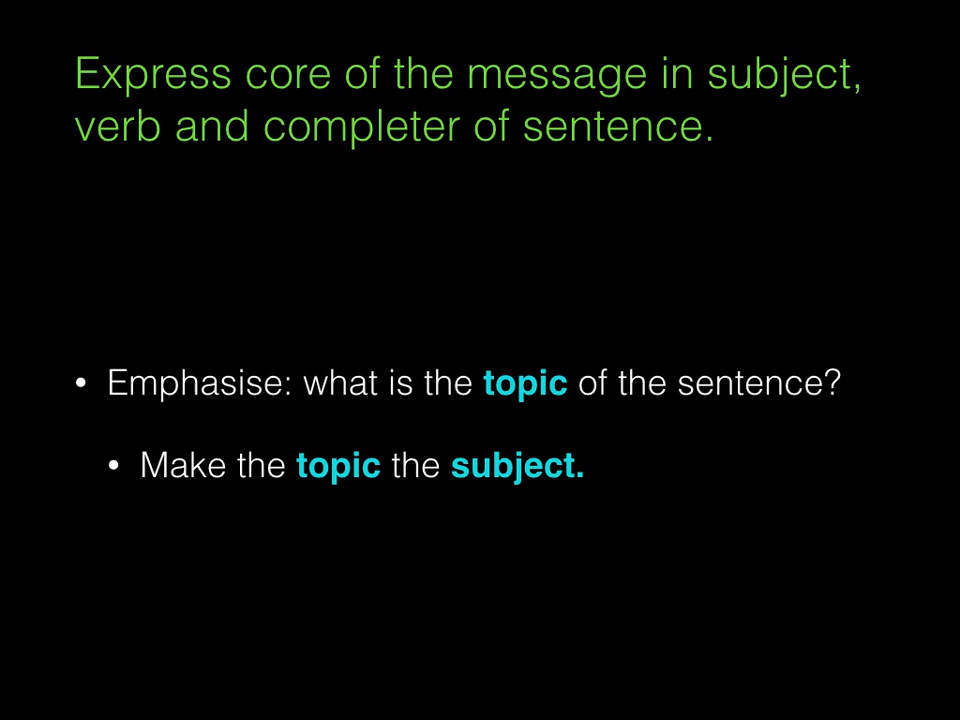 Express core of the message in subject,
verb and completer of sentence.
• Emphasise: what is the topic of the sentence?
• Make the topic the subject.